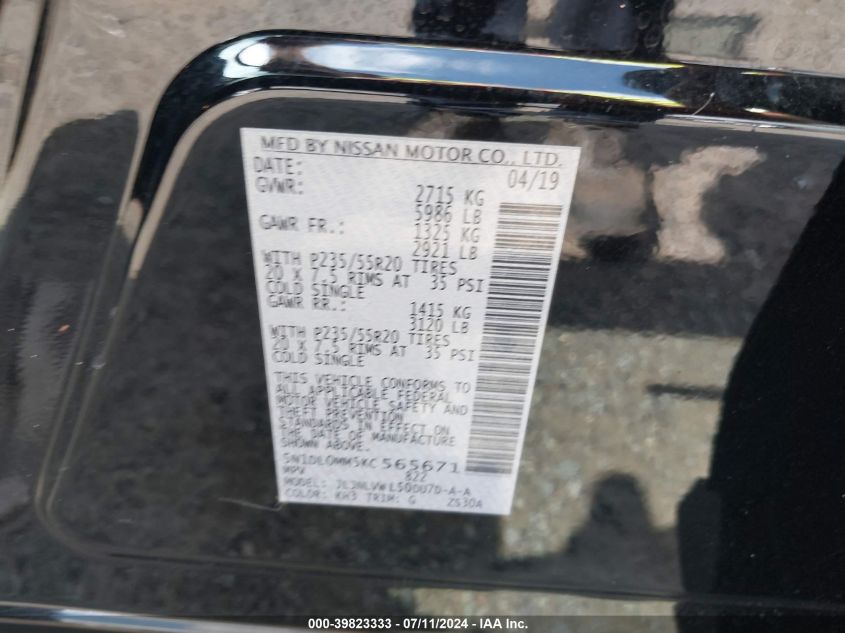 MFD BY NISSAN MOTOR CO., LTD.
DATE: 04/19
GVWR: 2715 KG
5986 LB
GAWR FR.: 1325 KG
2921 LB
WITH P235/55R20 TIRES
20 X 7.5 RIMS AT 35 PSI
COLD SINGLE
GAWR RR.: 1415 KG
3120 LB
WITH P235/55R20 TIRES
20 X 7.5 RIMS AT 35 PSI
COLD SINGLE
THIS VEHICLE CONFORMS TO
ALL APPLICABLE FEDERAL
MOTOR VEHICLE SAFETY AND
THEFT PREVENTION
STANDARDS IN EFFECT ON
THE DATE OF MANUFACTURE
SHOWN ABOVE.
5N1DL0MM5KC565671
MPV 822
MODEL: JL3NLVWL50DU7D-A-A
COLOR: KH3 TRIM: G ZS30A
000-39823333 - 07/11/2024 - © IAA Inc.